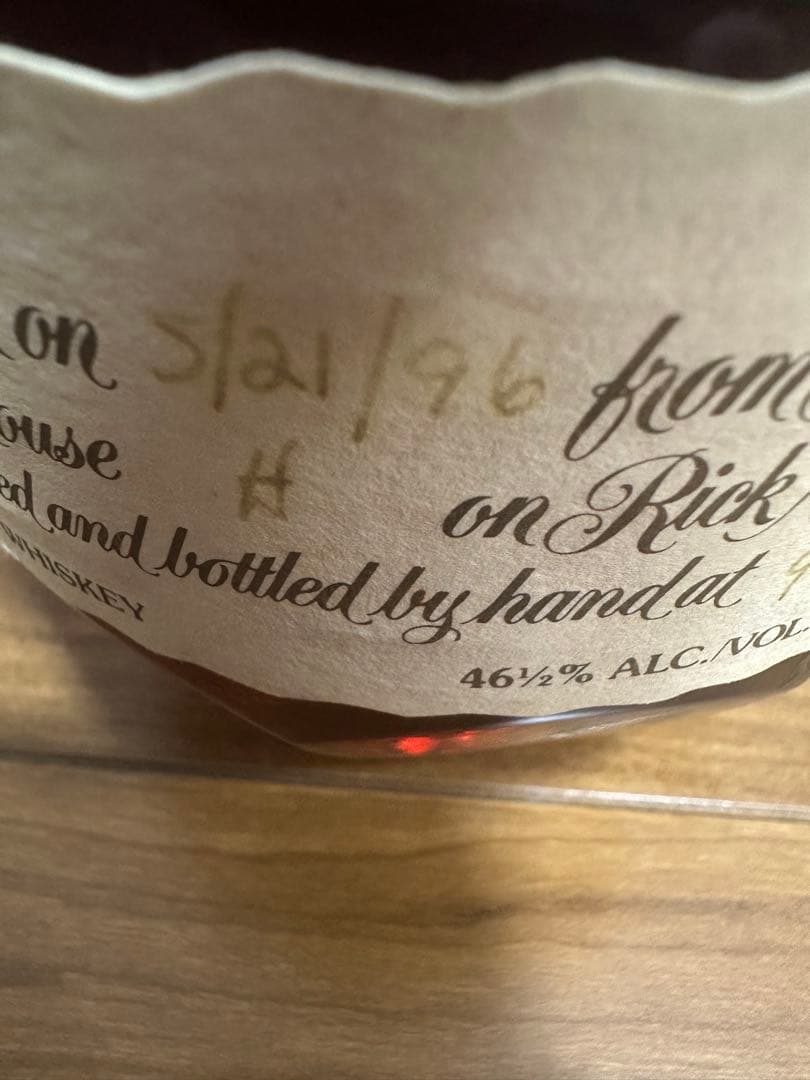 on 5/21/96 from
ouse H on Rick
ed and bottled by hand at
WHISKEY 46½% ALC./VOL.